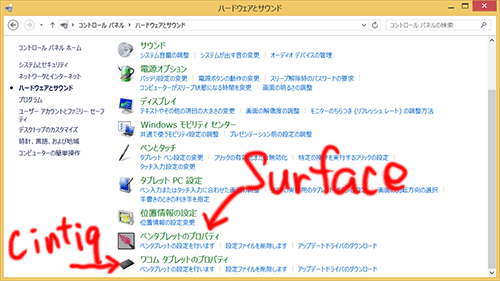 ハードウェアとサウンド
コントロール パネル ▸ ハードウェアとサウンド
コントロール パネルの検索
コントロール パネル ホーム
システムとセキュリティ
ネットワークとインターネット
ハードウェアとサウンド
プログラム
ユーザー アカウントとファミリー セーフティ
デスクトップのカスタマイズ
時計、言語、および地域
コンピューターの簡単操作
サウンド
システム音量の調整 システムが出す音の変更 オーディオ デバイスの管理
電源オプション
バッテリ設定の変更 電源ボタンの動作の変更 スリープ解除時のパスワードの要求
コンピューターがスリープ状態になる時間を変更 画面の明るさの調整
ディスプレイ
テキストやその他の項目の大きさの変更 画面の解像度の調整 モニターのちらつき (リフレッシュ レート) の調整方法
Windows モビリティ センター
共通で使うモビリティ設定の調整 プレゼンテーション前の設定の調整
ペンとタッチ
タブレット ペン設定の変更 フリックの有効または無効化 特定の操作を実行するフリックの設定
タッチ入力設定の変更
タブレット PC 設定
ペン入力またはタッチ入力に合わせた画面の
手書きのときの利き手を指定
Surface
位置情報の設定
位置情報の設定変更
ペンタブレットのプロパティ
ペンタブレットの設定を行います 設定ファイルを削除します アップデートドライバのダウンロード
cintiq
ワコム タブレットのプロパティ
ペンタブレットの設定を行います 設定ファイルを削除します アップデートドライバのダウンロード